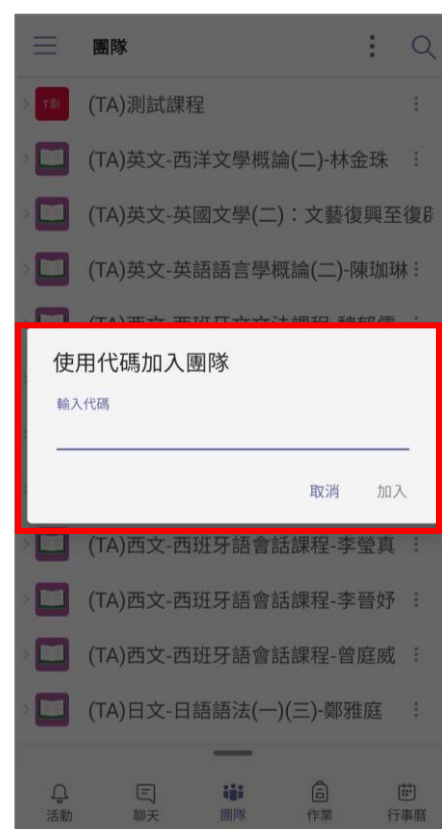 團隊
T測
(TA)測試課程
(TA)英文-西洋文學概論(二)-林金珠
(TA)英文-英國文學(二)：文藝復興至復
(TA)英文-英語語言學概論(二)-陳珈琳
使用代碼加入團隊
輸入代碼
取消 加入
(TA)西文-西班牙語會話課程-李瑩真
(TA)西文-西班牙語會話課程-李晉妤
(TA)西文-西班牙語會話課程-曾庭威
(TA)日文-日語語法(一)(三)-鄭雅庭
活動 聊天 團隊 作業 行事曆